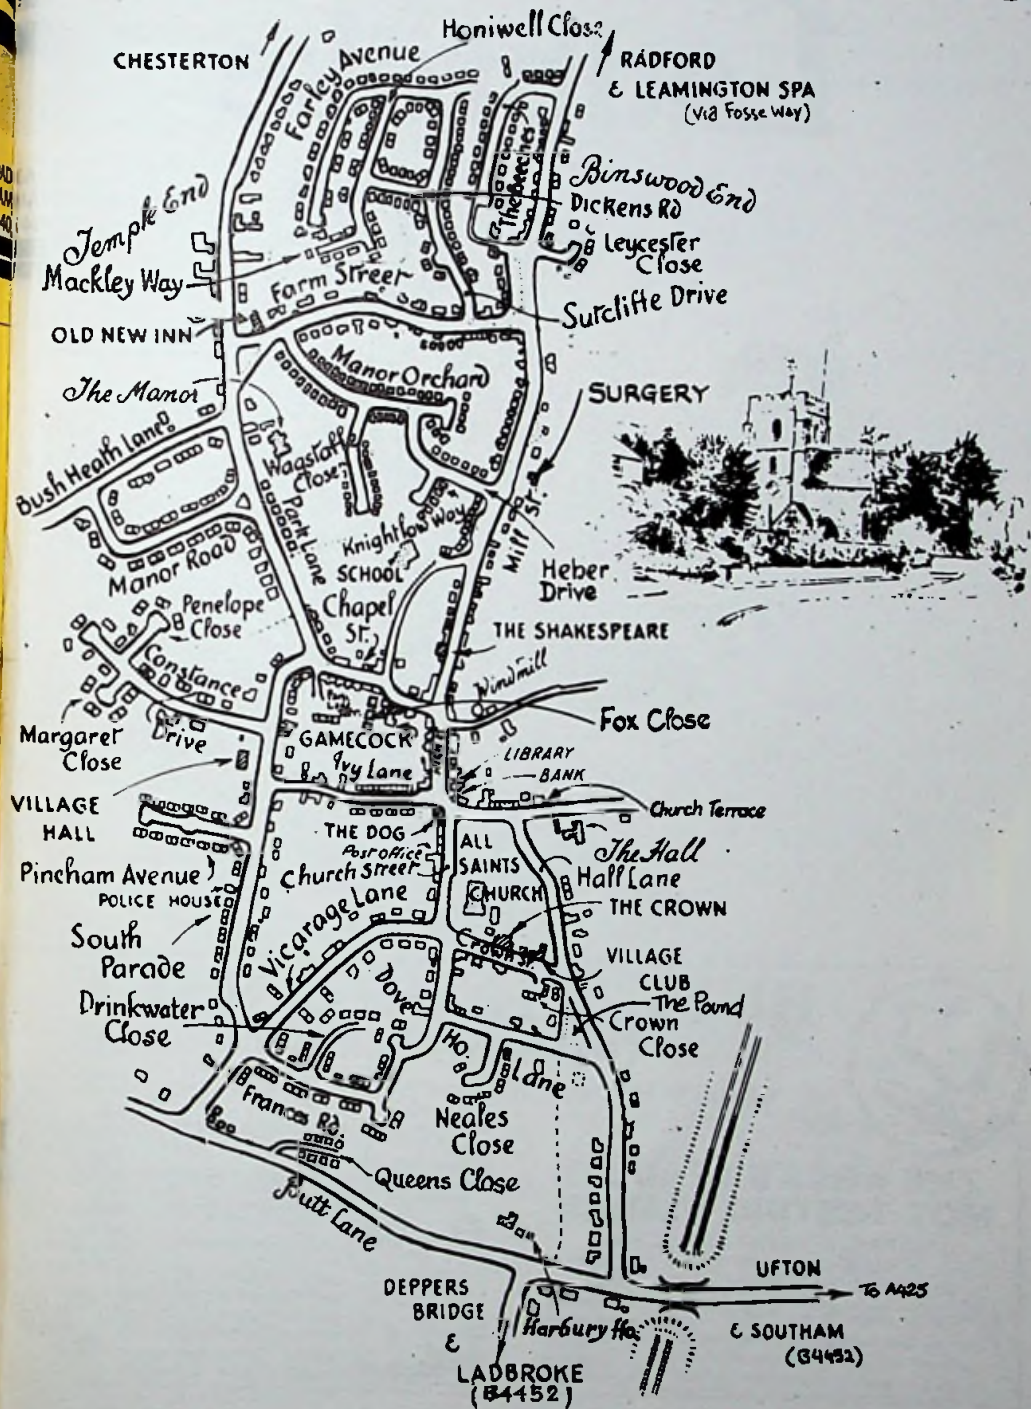 Honiwell Close
CHESTERTON
Farley Avenue
RADFORD
& LEAMINGTON SPA
(via Fosse Way)
The Beeches
Binswood End
Dickens Rd
Temple End
Leycester
Close
Mackley Way
Farm Street
Sutcliffe Drive
OLD NEW INN
Manor Orchard
The Manor
SURGERY
Bush Heath Lane
Wagstaff
Close
Park Lane
Knightlow Way
Mill St.
Manor Road
SCHOOL
Heber
Drive
Penelope
Close
Chapel
St.
THE SHAKESPEARE
Constance
Drive
Windmill
Fox Close
Margaret
Close
GAMECOCK
HIGH
Ivy Lane
LIBRARY
BANK
VILLAGE
HALL
Church Terrace
THE DOG
Post Office
ALL
SAINTS
CHURCH
The Hall
Church Street
Hall Lane
Pincham Avenue
POLICE HOUSE
THE CROWN
Vicarage Lane
South
Parade
Crown St.
VILLAGE
CLUB
Dove
The Pound
Drinkwater
Close
Crown
Close
Ho.
Lane
Frances Rd.
Neales
Close
Queens Close
Butt Lane
UFTON
To A425
DEPPERS
BRIDGE
&
LADBROKE
(B4452)
Harbury Ho.
& SOUTHAM
(B4452)